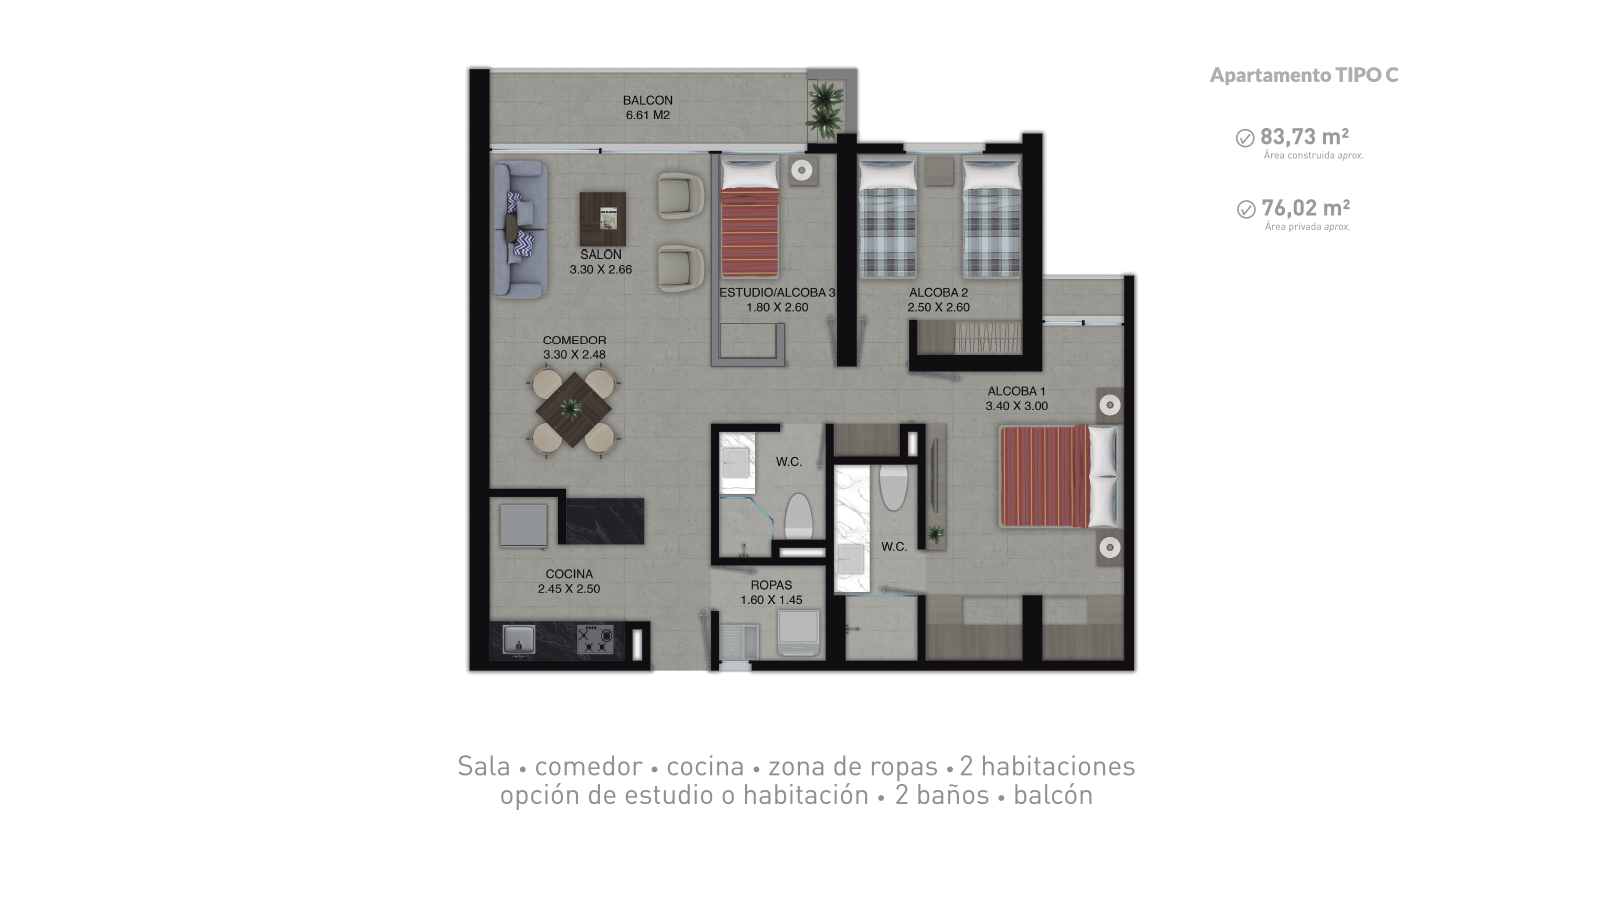 Apartamento TIPO C
83,73 m²
Área construida aprox.
76,02 m²
Área privada aprox.
BALCON
6.61 M2
SALÓN
3.30 X 2.66
ESTUDIO/ALCOBA 3
1.80 X 2.60
ALCOBA 2
2.50 X 2.60
COMEDOR
3.30 X 2.48
ALCOBA 1
3.40 X 3.00
W.C.
W.C.
COCINA
2.45 X 2.50
ROPAS
1.60 X 1.45
Sala • comedor • cocina • zona de ropas • 2 habitaciones
opción de estudio o habitación • 2 baños • balcón